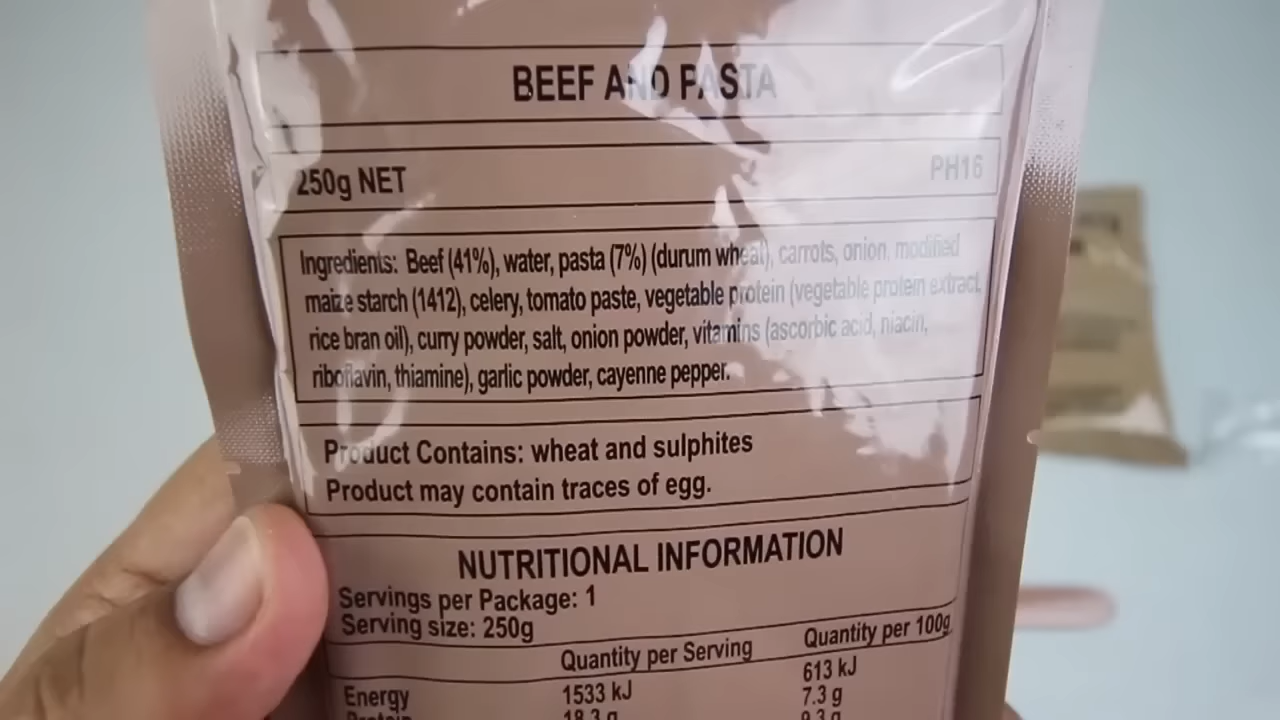 BEEF AND PASTA
250g NET
PH16
Ingredients: Beef (41%), water, pasta (7%) (durum wheat), carrots, onion, modified
maize starch (1412), celery, tomato paste, vegetable protein (vegetable protein extract,
rice bran oil), curry powder, salt, onion powder, vitamins (ascorbic acid, niacin,
riboflavin, thiamine), garlic powder, cayenne pepper.
Product Contains: wheat and sulphites
Product may contain traces of egg.
NUTRITIONAL INFORMATION
Servings per Package: 1
Serving size: 250g
Quantity per Serving Quantity per 100g
Energy 1533 kJ 613 kJ
Protein 18.3 g 7.3 g